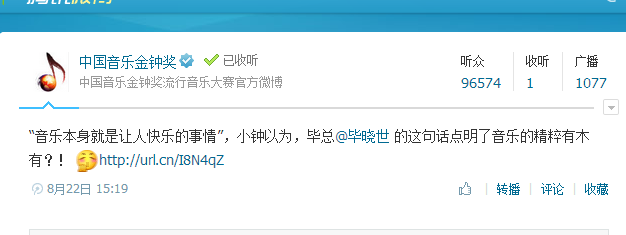 中国音乐金钟奖 已收听
中国音乐金钟奖流行音乐大赛官方微博
听众 收听 广播
96574 1 1077
“音乐本身就是让人快乐的事情”，小钟以为，毕总@毕晓世 的这句话点明了音乐的精粹有木
有？！ http://url.cn/I8N4qZ
8月22日 15:19 转播 评论 收藏